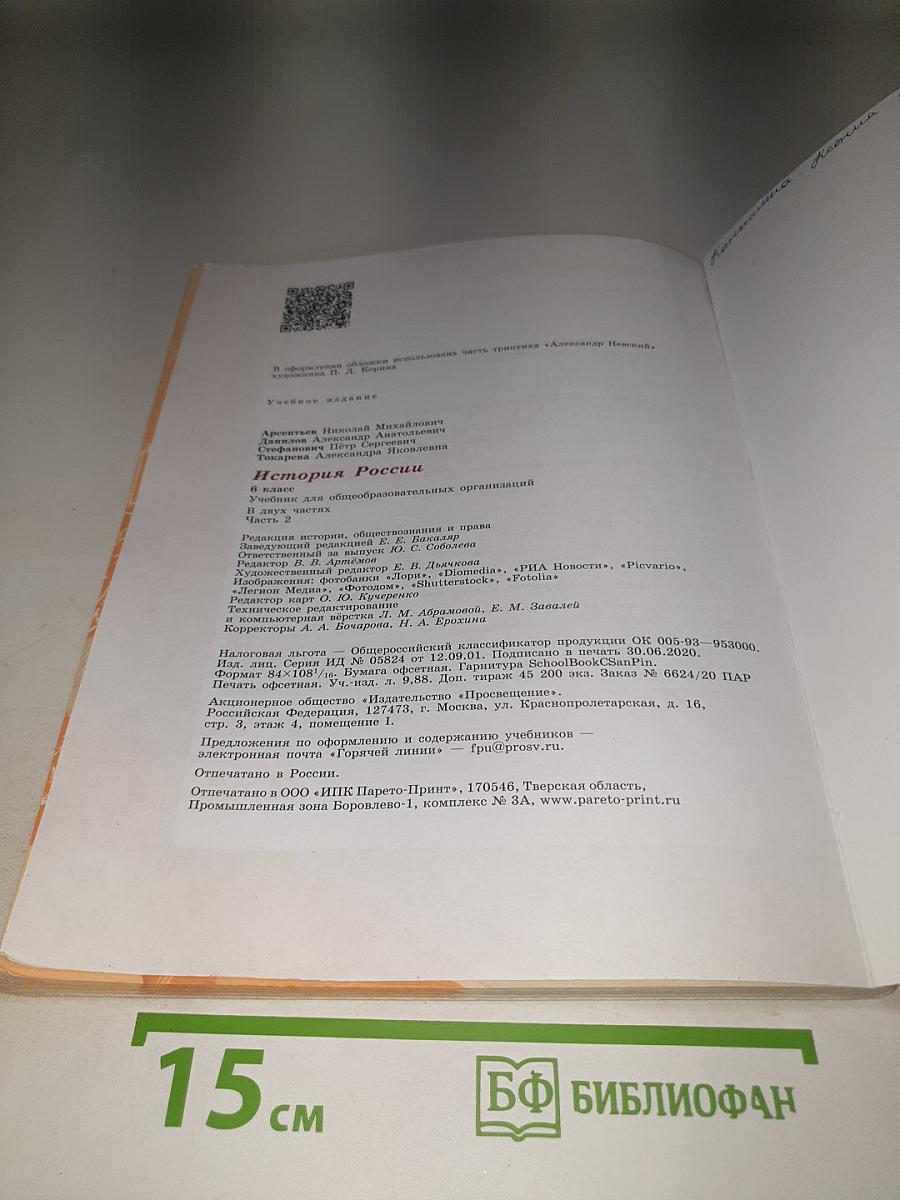 В оформлении обложки использована часть триптиха «Александр Невский»
художника П. Д. Корина
Учебное издание
Арсентьев Николай Михайлович
Данилов Александр Анатольевич
Стефанович Пётр Сергеевич
Токарева Александра Яковлевна
История России
6 класс
Учебник для общеобразовательных организаций
В двух частях
Часть 2
Редакция истории, обществознания и права
Заведующий редакцией Е. Е. Бакаляр
Ответственный за выпуск Ю. С. Соболева
Редактор В. В. Артёмов
Художественный редактор Е. В. Дьячкова
Изображения: фотобанки «Лори», «Diomedia», «РИА Новости», «Picvario»,
«Легион Медиа», «Фотодом», «Shutterstock», «Fotolia»
Редактор карт О. Ю. Кучеренко
Техническое редактирование
и компьютерная вёрстка Л. М. Абрамовой, Е. М. Завалей
Корректоры А. А. Бочарова, Н. А. Ерохина
Налоговая льгота — Общероссийский классификатор продукции ОК 005-93—953000.
Изд. лиц. Серия ИД № 05824 от 12.09.01. Подписано в печать 30.06.2020.
Формат 84×108¹/₁₆. Бумага офсетная. Гарнитура SchoolBookCSanPin.
Печать офсетная. Уч.-изд. л. 9,88. Доп. тираж 45 200 экз. Заказ № 6624/20 ПАР
Акционерное общество «Издательство «Просвещение».
Российская Федерация, 127473, г. Москва, ул. Краснопролетарская, д. 16,
стр. 3, этаж 4, помещение I.
Предложения по оформлению и содержанию учебников —
электронная почта «Горячей линии» — fpu@prosv.ru.
Отпечатано в России.
Отпечатано в ООО «ИПК Парето-Принт», 170546, Тверская область,
Промышленная зона Боровлево-1, комплекс № 3А, www.pareto-print.ru
15 см
БФ БИБЛИОФАН